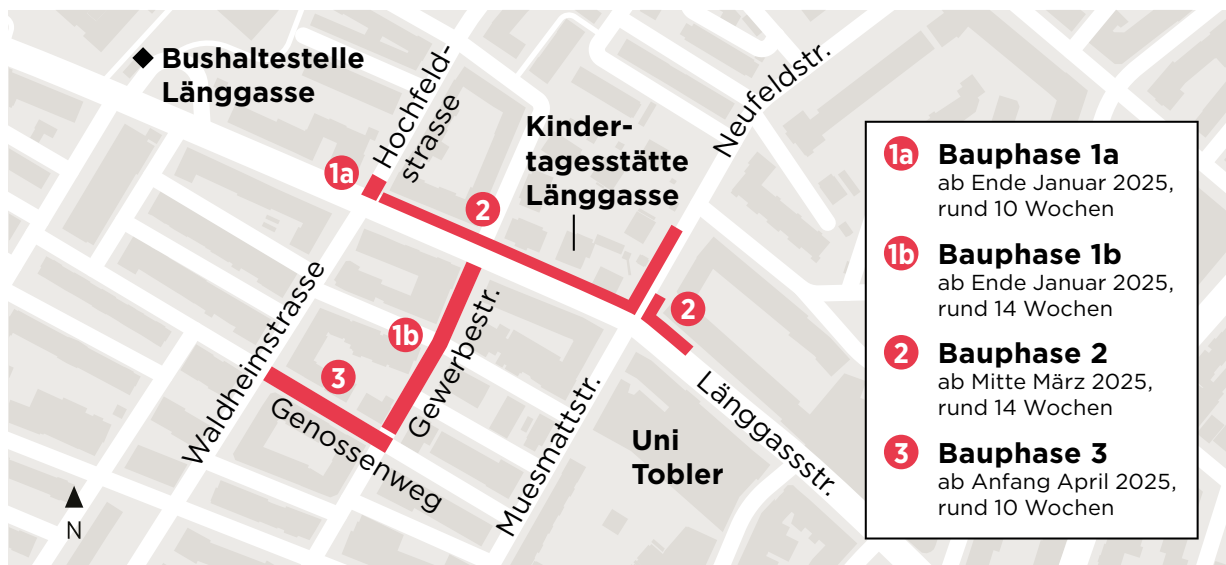 Bushaltestelle
Länggasse
Hochfeld-
strasse
Neufeldstr.
Kinder-
tagesstätte
Länggasse
1a
2
Waldheimstrasse
1b
Gewerbestr.
2
3
Genossenweg
Muesmattstr.
Länggassstr.
Uni
Tobler
N
1a Bauphase 1a
ab Ende Januar 2025,
rund 10 Wochen
1b Bauphase 1b
ab Ende Januar 2025,
rund 14 Wochen
2 Bauphase 2
ab Mitte März 2025,
rund 14 Wochen
3 Bauphase 3
ab Anfang April 2025,
rund 10 Wochen